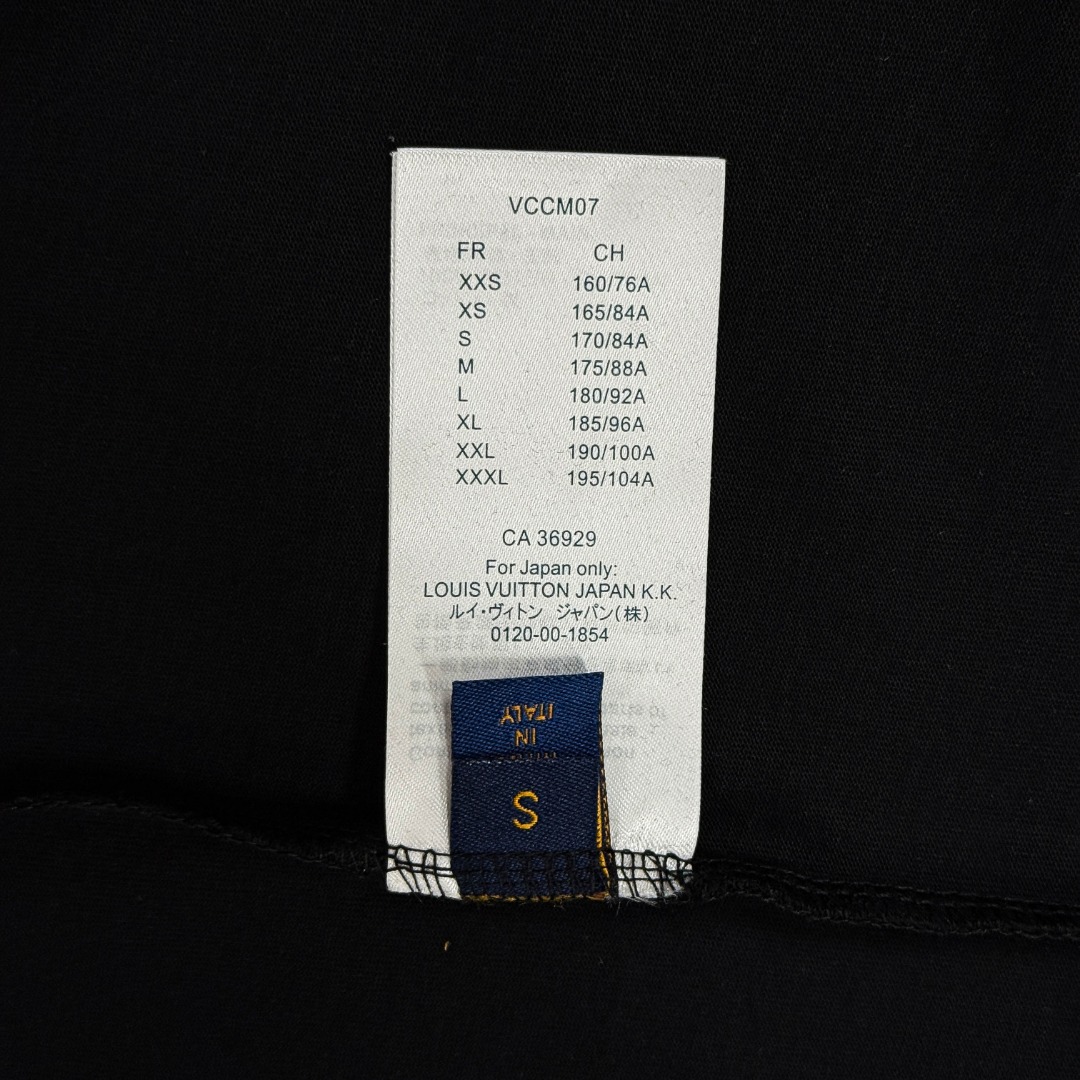 VCCM07
FR CH
XXS 160/76A
XS 165/84A
S 170/84A
M 175/88A
L 180/92A
XL 185/96A
XXL 190/100A
XXXL 195/104A
CA 36929
For Japan only:
LOUIS VUITTON JAPAN K.K.
ルイ・ヴィトン ジャパン(株)
0120-00-1854
IN
ITALY
S